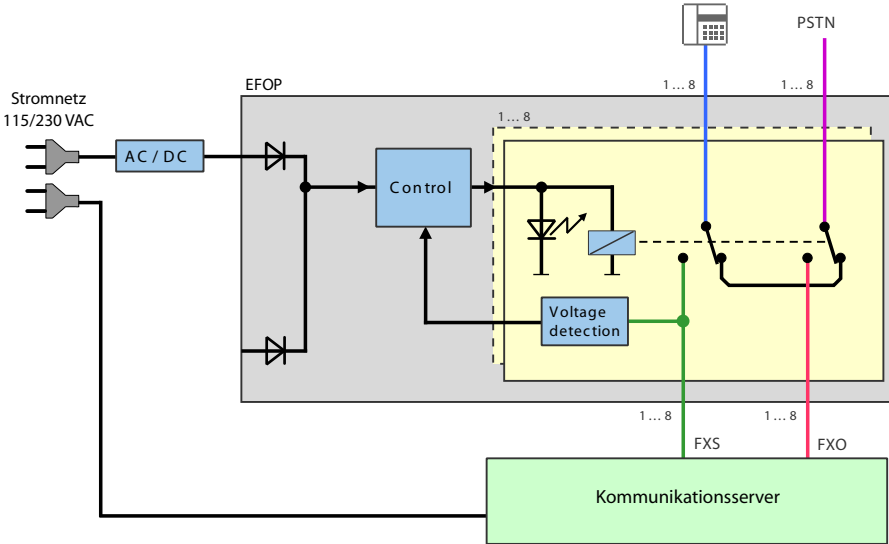 PSTN
EFOP
1 ... 8
1 ... 8
Stromnetz
115/230 VAC
1 ... 8
AC / DC
Control
Voltage
detection
1 ... 8
1 ... 8
FXS
FXO
Kommunikationsserver